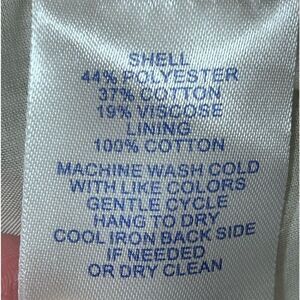 SHELL
44% POLYESTER
37% COTTON
19% VISCOSE
LINING
100% COTTON
MACHINE WASH COLD
WITH LIKE COLORS
GENTLE CYCLE
HANG TO DRY
COOL IRON BACK SIDE
IF NEEDED
OR DRY CLEAN